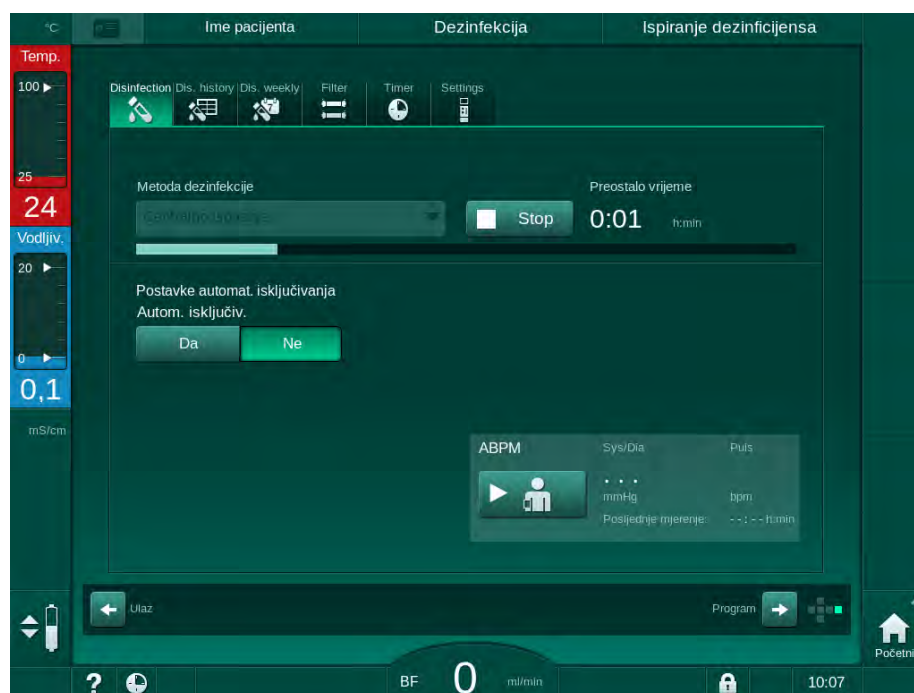 °C Ime pacijenta Dezinfekcija Ispiranje dezinficijensa
Temp.
100
Disinfection Dis. history Dis. weekly Filter Timer Settings
7
25
24
Metoda dezinfekcije Preostalo vrijeme
Stop 0:01 h:min
Vodljiv.
20
Postavke automat. isključivanja
Autom. isključiv.
Da Ne
0
0,1
mS/cm
ABPM Sys/Dia Puls
. . .
mmHg bpm
Posljednje mjerenje: --:-- h:min
Ulaz Program
Početni
? BF 0 ml/min 10:07